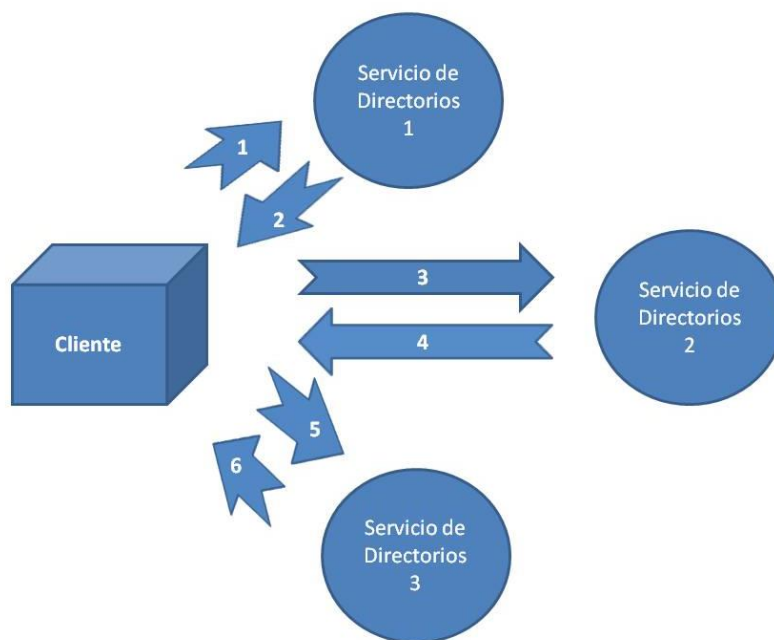 Servicio de
Directorios
1
1
2
3
Servicio de
Directorios
2
4
Cliente
5
6
Servicio de
Directorios
3